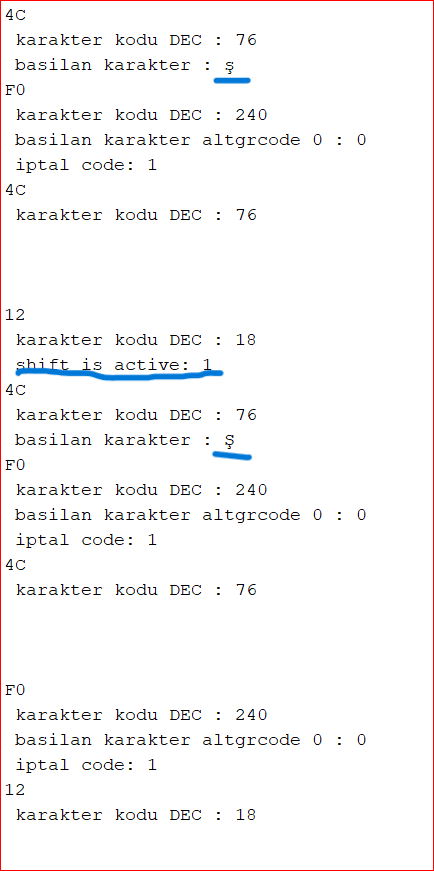 4C
karakter kodu DEC : 76
basilan karakter : ş
F0
karakter kodu DEC : 240
basilan karakter altgrcode 0 : 0
iptal code: 1
4C
karakter kodu DEC : 76
12
karakter kodu DEC : 18
shift is active: 1
4C
karakter kodu DEC : 76
basilan karakter : Ş
F0
karakter kodu DEC : 240
basilan karakter altgrcode 0 : 0
iptal code: 1
4C
karakter kodu DEC : 76
F0
karakter kodu DEC : 240
basilan karakter altgrcode 0 : 0
iptal code: 1
12
karakter kodu DEC : 18